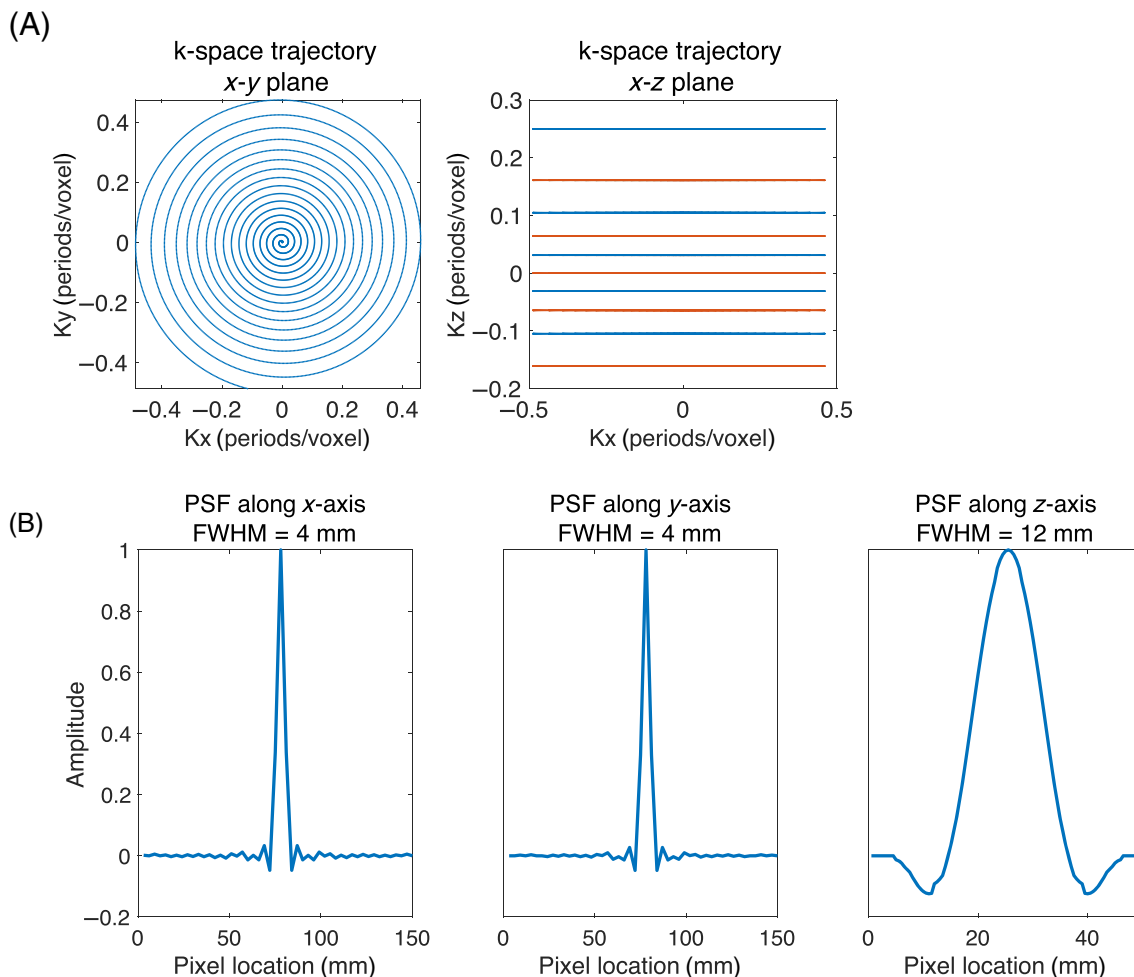 (A)
k-space trajectory
x-y plane
k-space trajectory
x-z plane
Ky (periods/voxel)
0.4
0.2
0
−0.2
−0.4
−0.4
−0.2
0
0.2
0.4
Kx (periods/voxel)
Kz (periods/voxel)
0.3
0.2
0.1
0
−0.1
−0.2
−0.5
0
0.5
Kx (periods/voxel)
(B)
PSF along x-axis
FWHM = 4 mm
PSF along y-axis
FWHM = 4 mm
PSF along z-axis
FWHM = 12 mm
Amplitude
1
0.8
0.6
0.4
0.2
0
−0.2
0
50
100
150
Pixel location (mm)
0
50
100
150
Pixel location (mm)
0
20
40
Pixel location (mm)